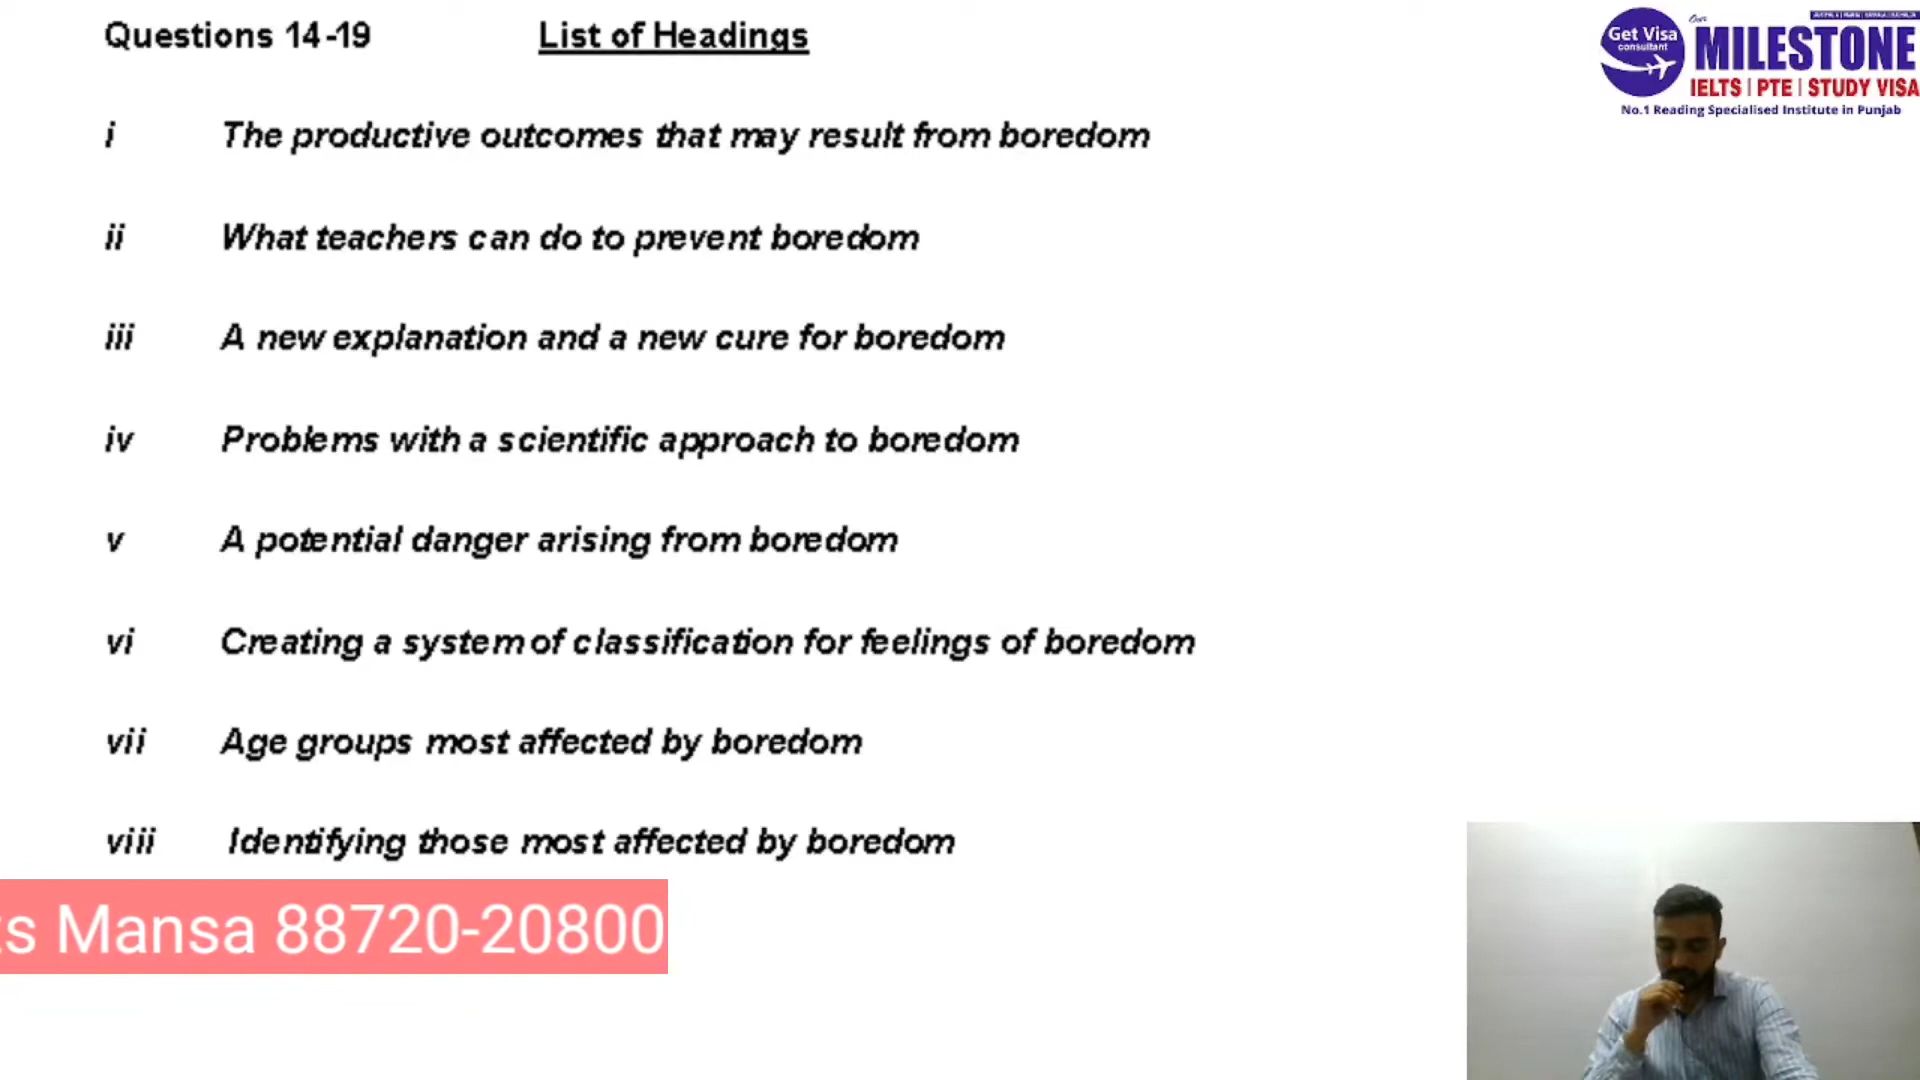 Questions 14-19 List of Headings
i The productive outcomes that may result from boredom
ii What teachers can do to prevent boredom
iii A new explanation and a new cure for boredom
iv Problems with a scientific approach to boredom
v A potential danger arising from boredom
vi Creating a system of classification for feelings of boredom
vii Age groups most affected by boredom
viii Identifying those most affected by boredom
Mansa 88720-20800
Get Visa
consultant
Our
MILESTONE
IELTS | PTE | STUDY VISA
No.1 Reading Specialised Institute in Punjab